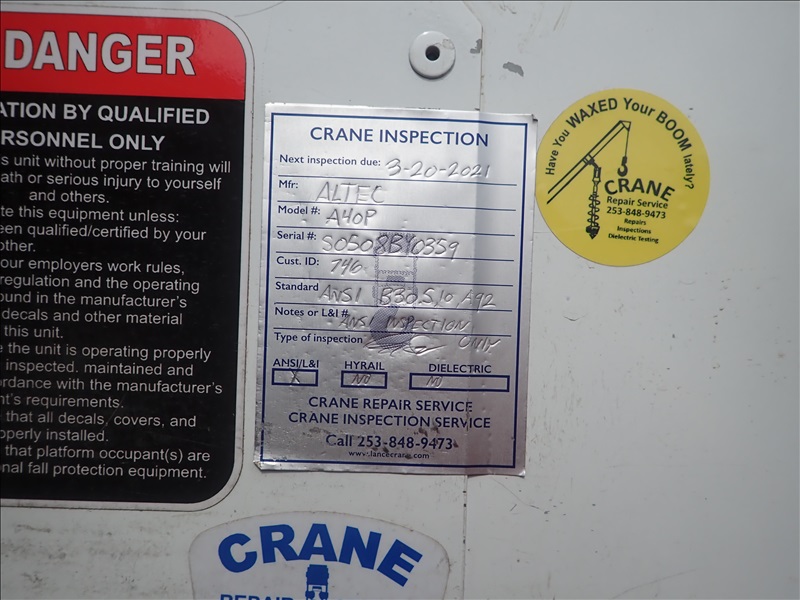 DANGER
ATION BY QUALIFIED
RSONNEL ONLY
s unit without proper training will
ath or serious injury to yourself
and others.
te this equipment unless:
een qualified/certified by your
other.
our employers work rules,
regulation and the operating
ound in the manufacturer's
decals and other material
this unit.
e the unit is operating properly
inspected. maintained and
ordance with the manufacturer's
nt's requirements.
that all decals, covers, and
operly installed.
that platform occupant(s) are
nal fall protection equipment.
CRANE INSPECTION
Next inspection due: 3-20-2021
Mfr: ALTEC
Model #: A40P
Serial #: S0508BY0359
Cust. ID: 746
Standard ANSI B30.5,10 A92
Notes or L&I # ANSI INSPECTION
Type of inspection ONLY
ANSI/L&I HYRAIL DIELECTRIC
X NO NO
CRANE REPAIR SERVICE
CRANE INSPECTION SERVICE
Call 253-848-9473
www.lancecrane.com
Have You WAXED Your BOOM lately?
CRANE
Repair Service
253-848-9473
Repairs
Inspections
Dielectric Testing
CRANE
REPAIR